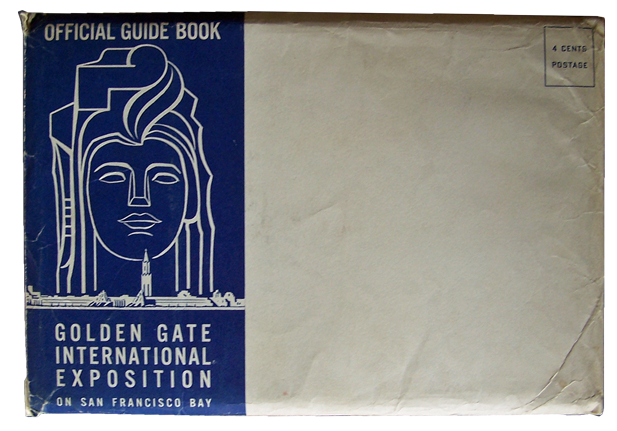 OFFICIAL GUIDE BOOK
4 CENTS
POSTAGE
GOLDEN GATE
INTERNATIONAL
EXPOSITION
ON SAN FRANCISCO BAY